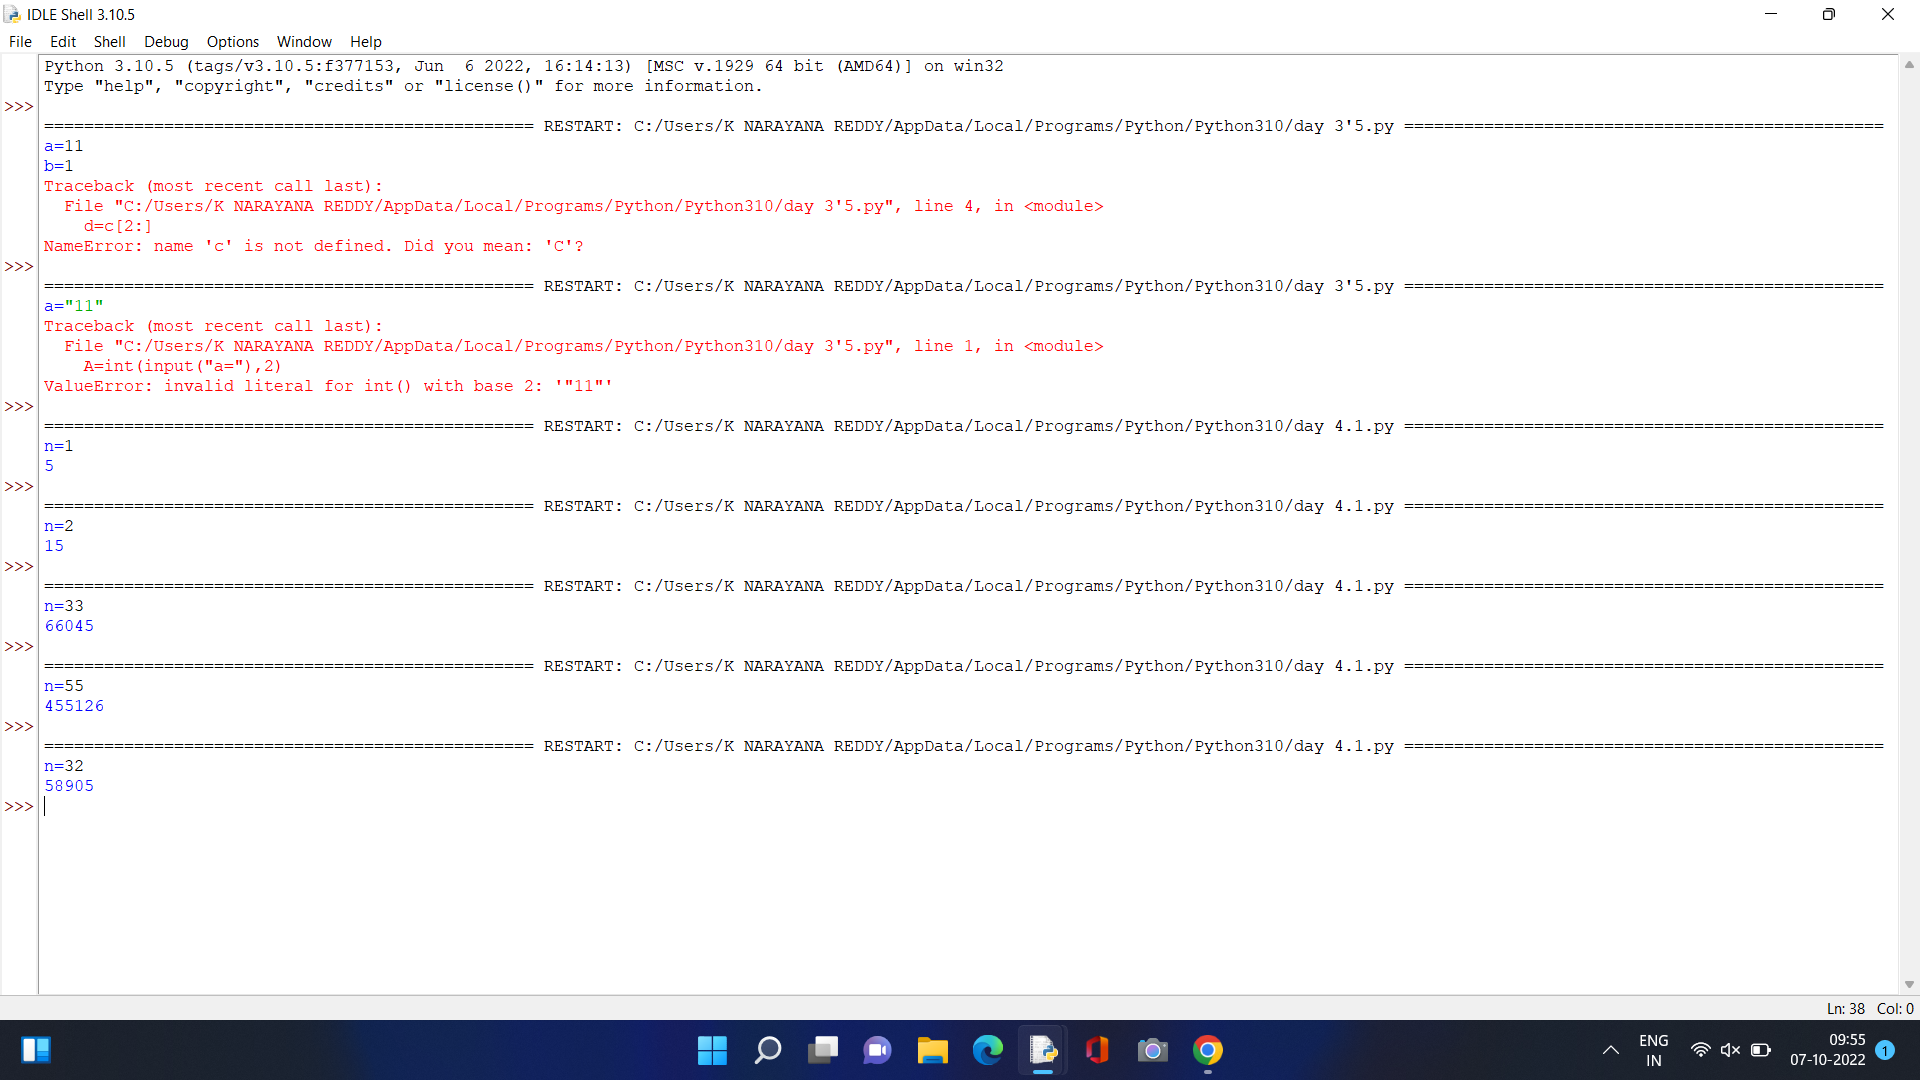 IDLE Shell 3.10.5
File Edit Shell Debug Options Window Help
Python 3.10.5 (tags/v3.10.5:f377153, Jun  6 2022, 16:14:13) [MSC v.1929 64 bit (AMD64)] on win32
Type "help", "copyright", "credits" or "license()" for more information.
>>>
================================================= RESTART: C:/Users/K NARAYANA REDDY/AppData/Local/Programs/Python/Python310/day 3'5.py ================================================
a=11
b=1
Traceback (most recent call last):
  File "C:/Users/K NARAYANA REDDY/AppData/Local/Programs/Python/Python310/day 3'5.py", line 4, in <module>
    d=c[2:]
NameError: name 'c' is not defined. Did you mean: 'C'?
>>>
================================================= RESTART: C:/Users/K NARAYANA REDDY/AppData/Local/Programs/Python/Python310/day 3'5.py ================================================
a="11"
Traceback (most recent call last):
  File "C:/Users/K NARAYANA REDDY/AppData/Local/Programs/Python/Python310/day 3'5.py", line 1, in <module>
    A=int(input("a="),2)
ValueError: invalid literal for int() with base 2: '"11"'
>>>
================================================= RESTART: C:/Users/K NARAYANA REDDY/AppData/Local/Programs/Python/Python310/day 4.1.py ================================================
n=1
5
>>>
================================================= RESTART: C:/Users/K NARAYANA REDDY/AppData/Local/Programs/Python/Python310/day 4.1.py ================================================
n=2
15
>>>
================================================= RESTART: C:/Users/K NARAYANA REDDY/AppData/Local/Programs/Python/Python310/day 4.1.py ================================================
n=33
66045
>>>
================================================= RESTART: C:/Users/K NARAYANA REDDY/AppData/Local/Programs/Python/Python310/day 4.1.py ================================================
n=55
455126
>>>
================================================= RESTART: C:/Users/K NARAYANA REDDY/AppData/Local/Programs/Python/Python310/day 4.1.py ================================================
n=32
58905
>>>
Ln: 38 Col: 0
ENG
IN
09:55
07-10-2022
1